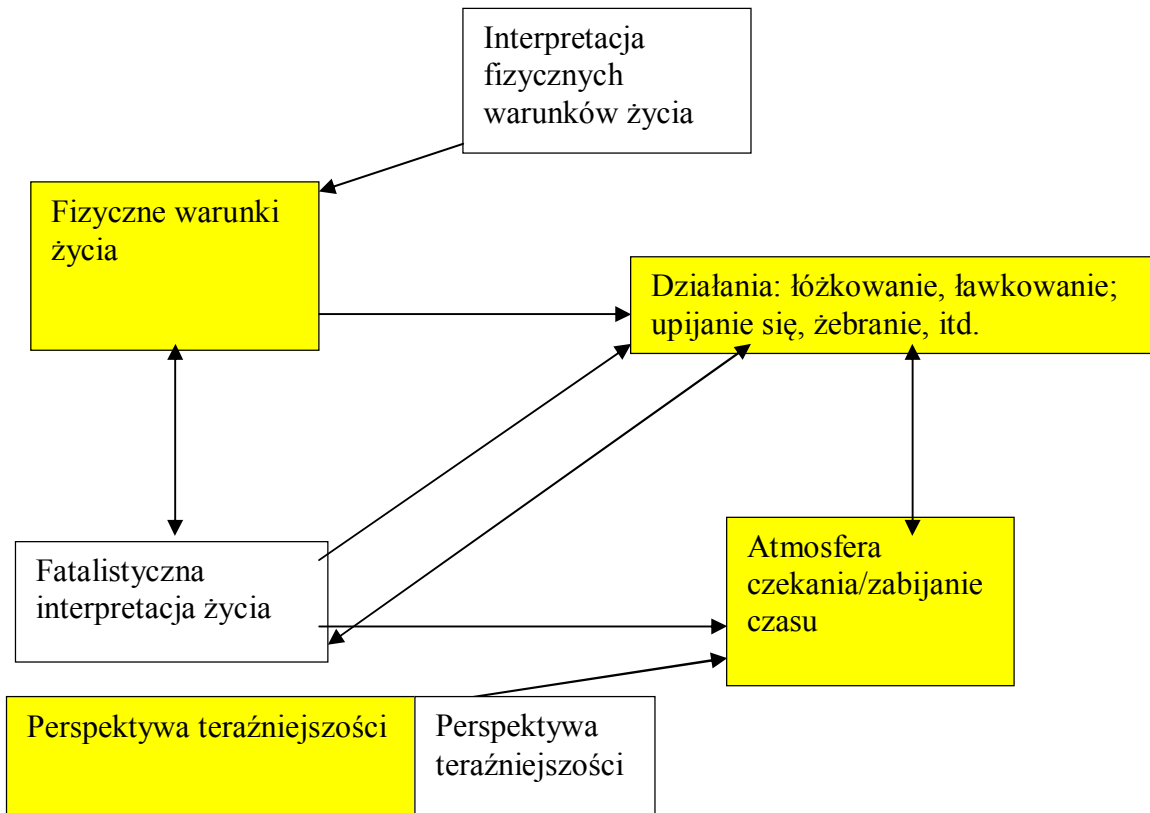 Interpretacja
fizycznych
warunków życia
Fizyczne warunki
życia
Działania: łóżkowanie, ławkowanie;
upijanie się, żebranie, itd.
Fatalistyczna
interpretacja życia
Atmosfera
czekania/zabijanie
czasu
Perspektywa teraźniejszości
Perspektywa
teraźniejszości